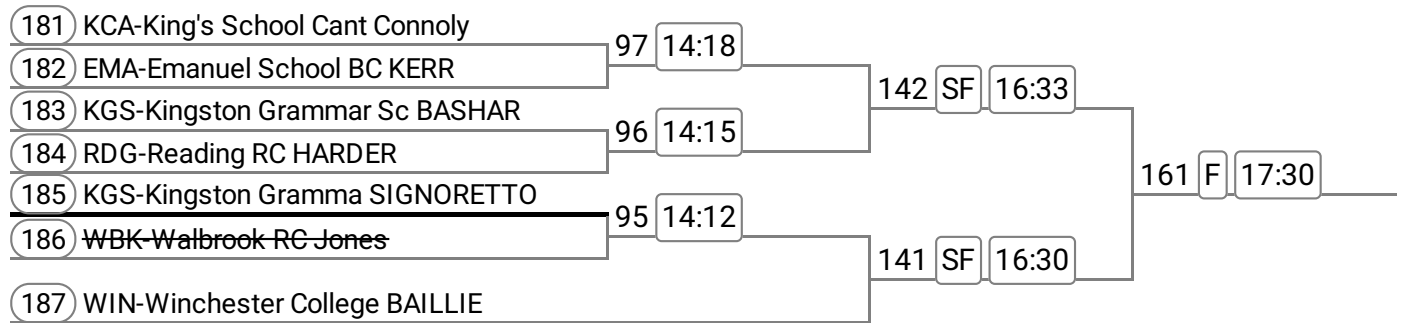 181 KCA-King's School Cant Connoly
97 14:18
182 EMA-Emanuel School BC KERR
142 SF 16:33
183 KGS-Kingston Grammar Sc BASHAR
96 14:15
184 RDG-Reading RC HARDER
161 F 17:30
185 KGS-Kingston Gramma SIGNORETTO
95 14:12
186 WBK-Walbrook RC Jones
141 SF 16:30
187 WIN-Winchester College BAILLIE